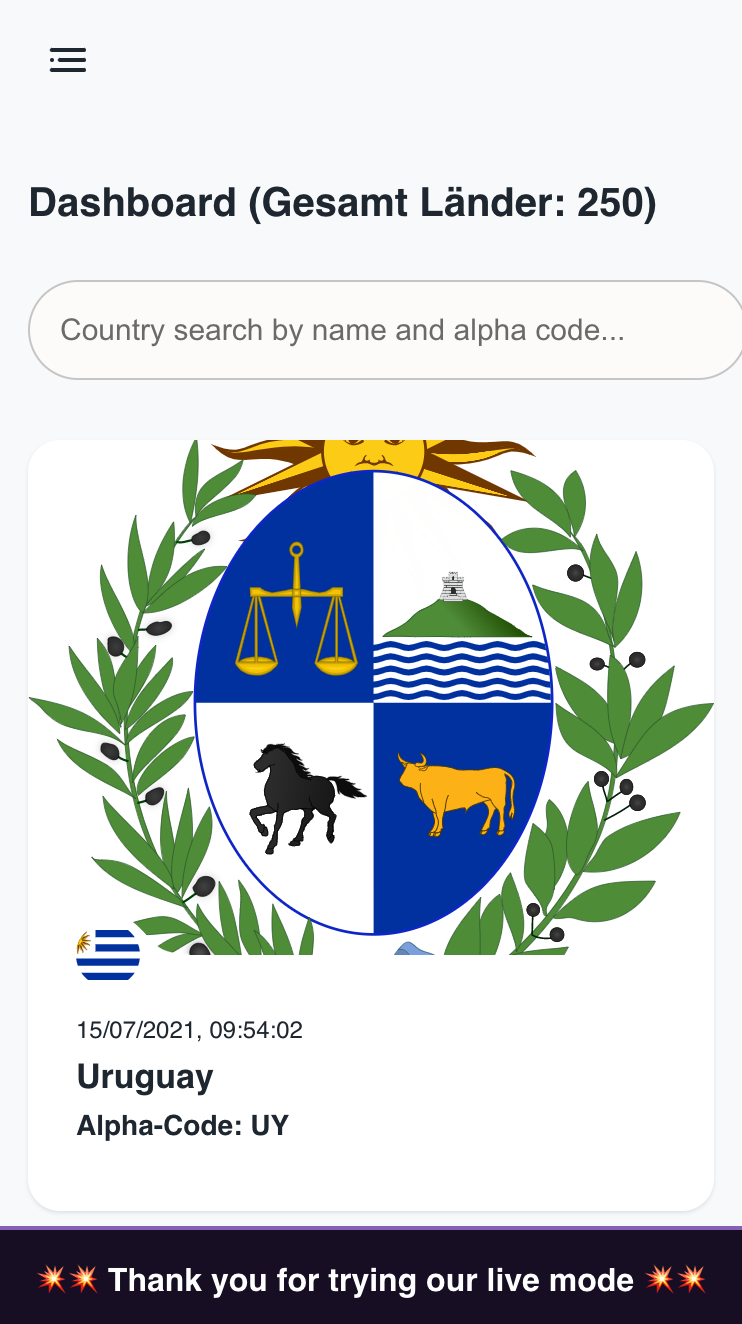 Dashboard (Gesamt Länder: 250)
Country search by name and alpha code...
15/07/2021, 09:54:02
Uruguay
Alpha-Code: UY
💥💥 Thank you for trying our live mode 💥💥